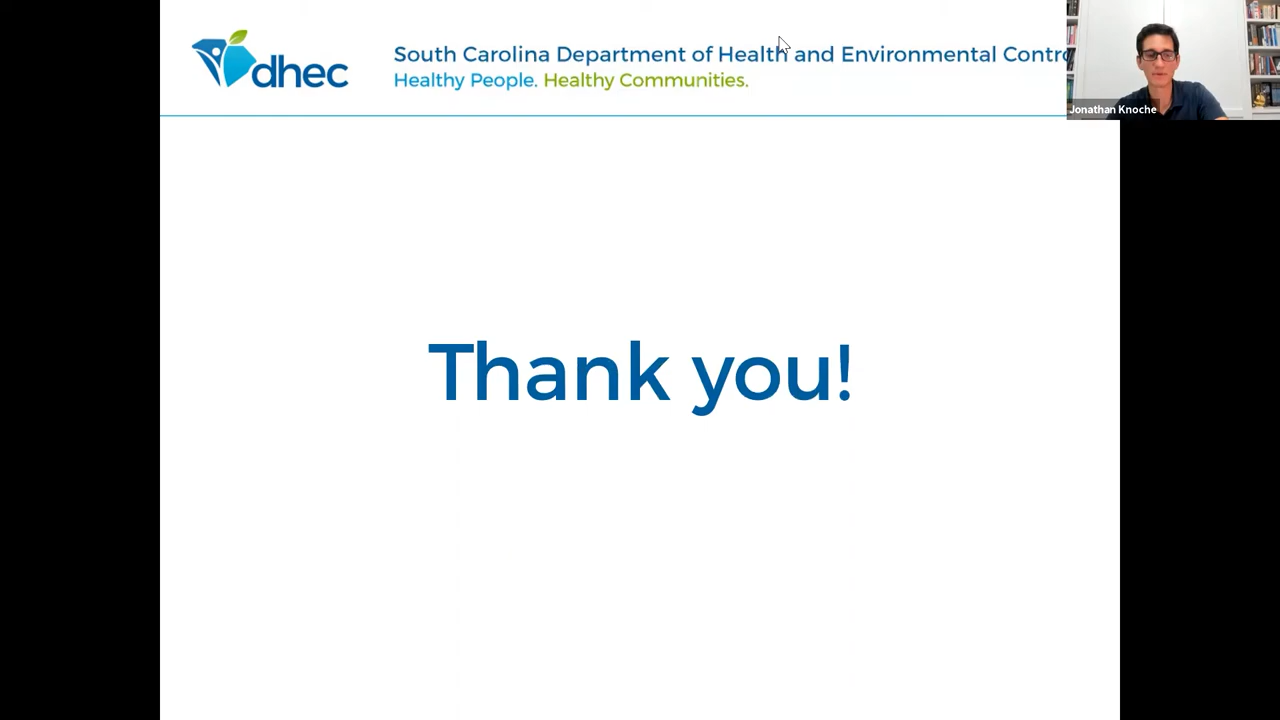 dhec
South Carolina Department of Health and Environmental Contro
Healthy People. Healthy Communities.
Jonathan Knoche
Thank you!